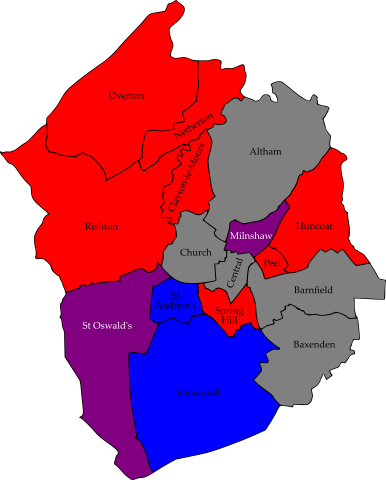 Overton
Netherton
Altham
Clayton-le-Moors
Rishton
Huncoat
Milnshaw
Church
Peel
Central
Barnfield
St
Andrew's
Spring
Hill
St Oswald's
Baxenden
Immanuel